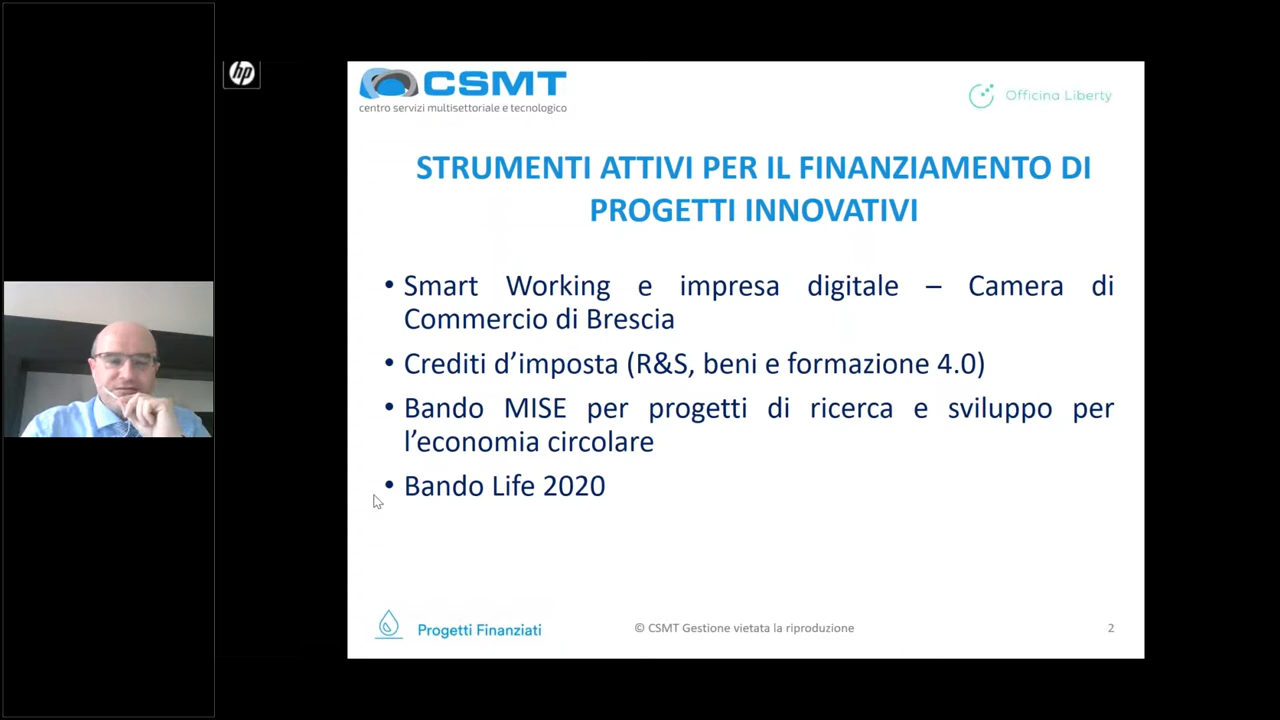 hp
CSMT
centro servizi multisettoriale e tecnologico
Officina Liberty
STRUMENTI ATTIVI PER IL FINANZIAMENTO DI
PROGETTI INNOVATIVI
• Smart Working e impresa digitale – Camera di
Commercio di Brescia
• Crediti d’imposta (R&S, beni e formazione 4.0)
• Bando MISE per progetti di ricerca e sviluppo per
l’economia circolare
• Bando Life 2020
Progetti Finanziati
© CSMT Gestione vietata la riproduzione
2